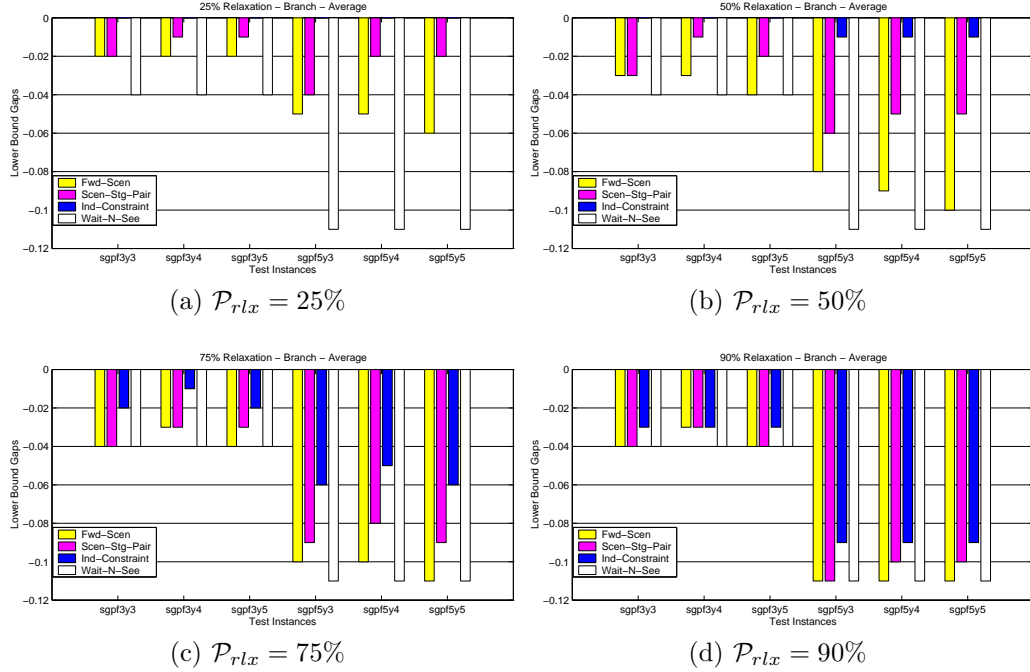 25% Relaxation – Branch – Average
0
−0.02
−0.04
−0.06
−0.08
−0.1
−0.12
Lower Bound Gaps
Fwd−Scen
Scen−Stg−Pair
Ind−Constraint
Wait−N−See
sgpf3y3 sgpf3y4 sgpf3y5 sgpf5y3 sgpf5y4 sgpf5y5
Test Instances
(a) P_rlx = 25%
50% Relaxation – Branch – Average
0
−0.02
−0.04
−0.06
−0.08
−0.1
−0.12
Lower Bound Gaps
Fwd−Scen
Scen−Stg−Pair
Ind−Constraint
Wait−N−See
sgpf3y3 sgpf3y4 sgpf3y5 sgpf5y3 sgpf5y4 sgpf5y5
Test Instances
(b) P_rlx = 50%
75% Relaxation – Branch – Average
0
−0.02
−0.04
−0.06
−0.08
−0.1
−0.12
Lower Bound Gaps
Fwd−Scen
Scen−Stg−Pair
Ind−Constraint
Wait−N−See
sgpf3y3 sgpf3y4 sgpf3y5 sgpf5y3 sgpf5y4 sgpf5y5
Test Instances
(c) P_rlx = 75%
90% Relaxation – Branch – Average
0
−0.02
−0.04
−0.06
−0.08
−0.1
−0.12
Lower Bound Gaps
Fwd−Scen
Scen−Stg−Pair
Ind−Constraint
Wait−N−See
sgpf3y3 sgpf3y4 sgpf3y5 sgpf5y3 sgpf5y4 sgpf5y5
Test Instances
(d) P_rlx = 90%